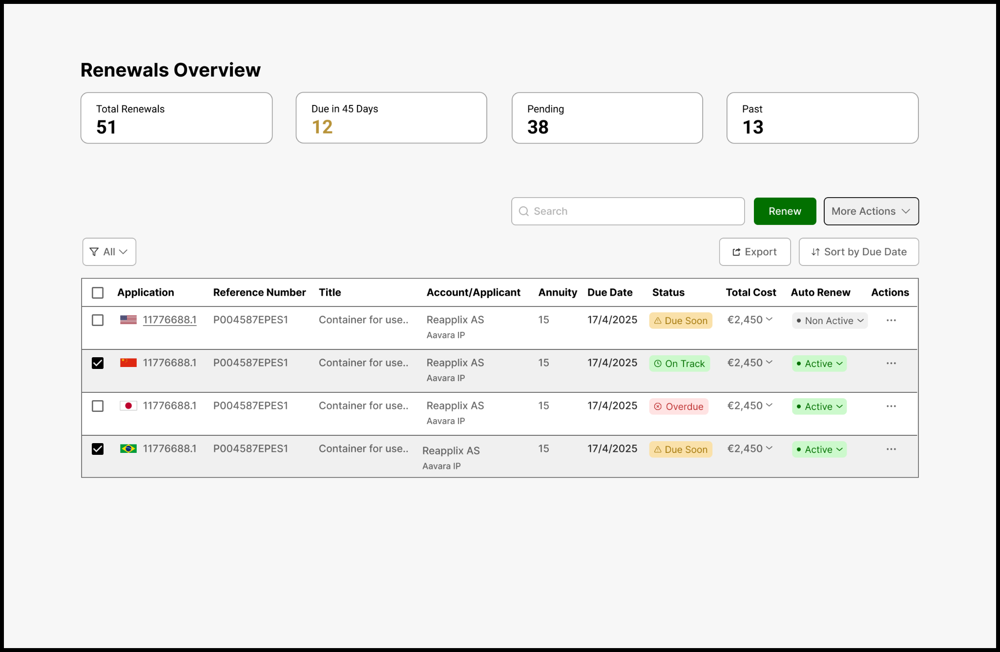 Renewals Overview
Total Renewals
51
Due in 45 Days
12
Pending
38
Past
13
Search
Renew
More Actions
All
Export
Sort by Due Date
Application Reference Number Title Account/Applicant Annuity Due Date Status Total Cost Auto Renew Actions
11776688.1 P004587EPES1 Container for use.. Reapplix AS 15 17/4/2025 Due Soon €2,450 Non Active
Aavara IP
11776688.1 P004587EPES1 Container for use.. Reapplix AS 15 17/4/2025 On Track €2,450 Active
Aavara IP
11776688.1 P004587EPES1 Container for use.. Reapplix AS 15 17/4/2025 Overdue €2,450 Active
Aavara IP
11776688.1 P004587EPES1 Container for use.. Reapplix AS 15 17/4/2025 Due Soon €2,450 Active
Aavara IP